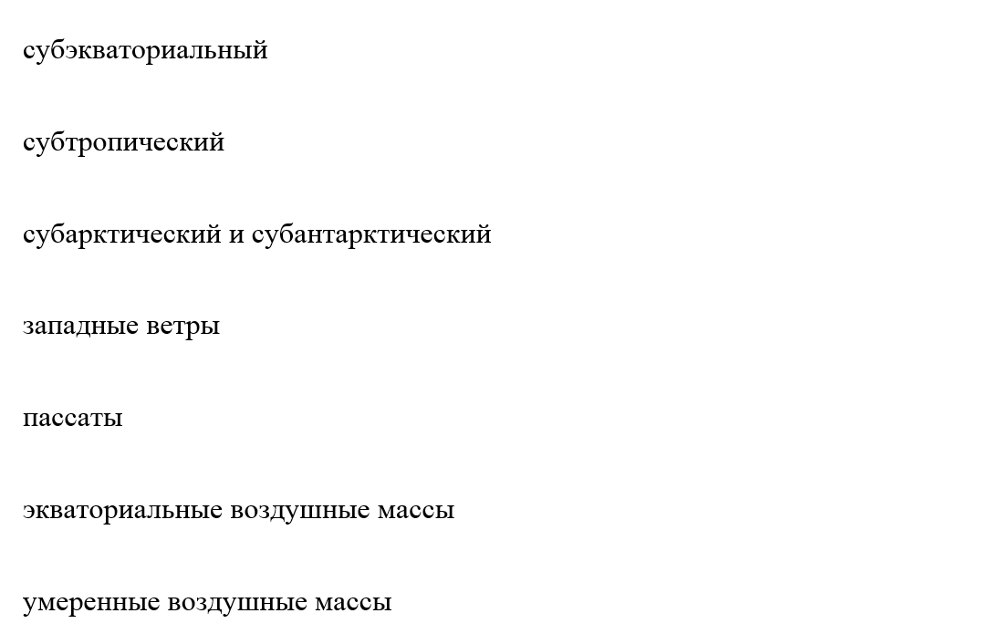 субэкваториальный
субтропический
субарктический и субантарктический
западные ветры
пассаты
экваториальные воздушные массы
умеренные воздушные массы